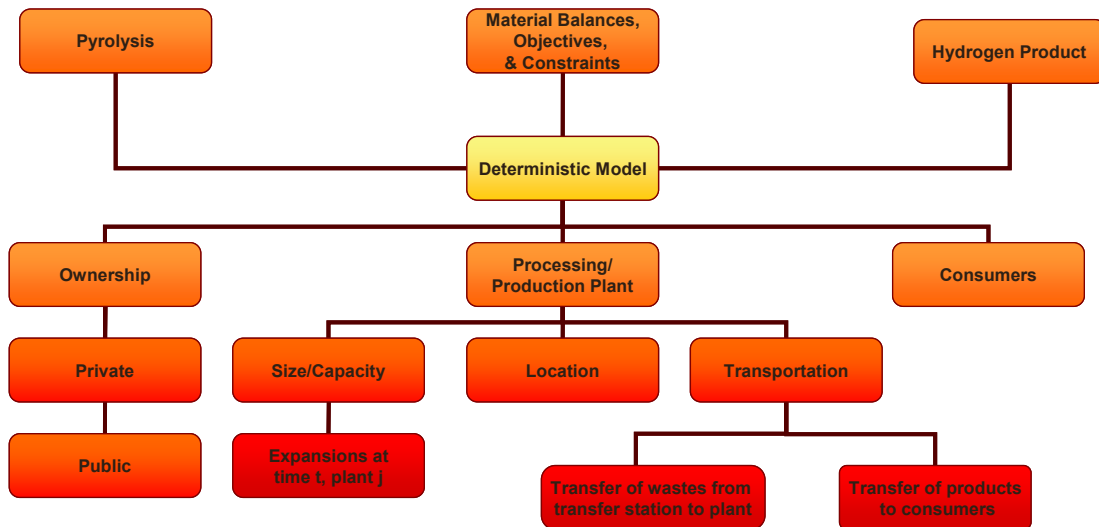 Pyrolysis
Material Balances,
Objectives,
& Constraints
Hydrogen Product
Deterministic Model
Ownership
Processing/
Production Plant
Consumers
Private
Size/Capacity
Location
Transportation
Public
Expansions at
time t, plant j
Transfer of wastes from
transfer station to plant
Transfer of products
to consumers